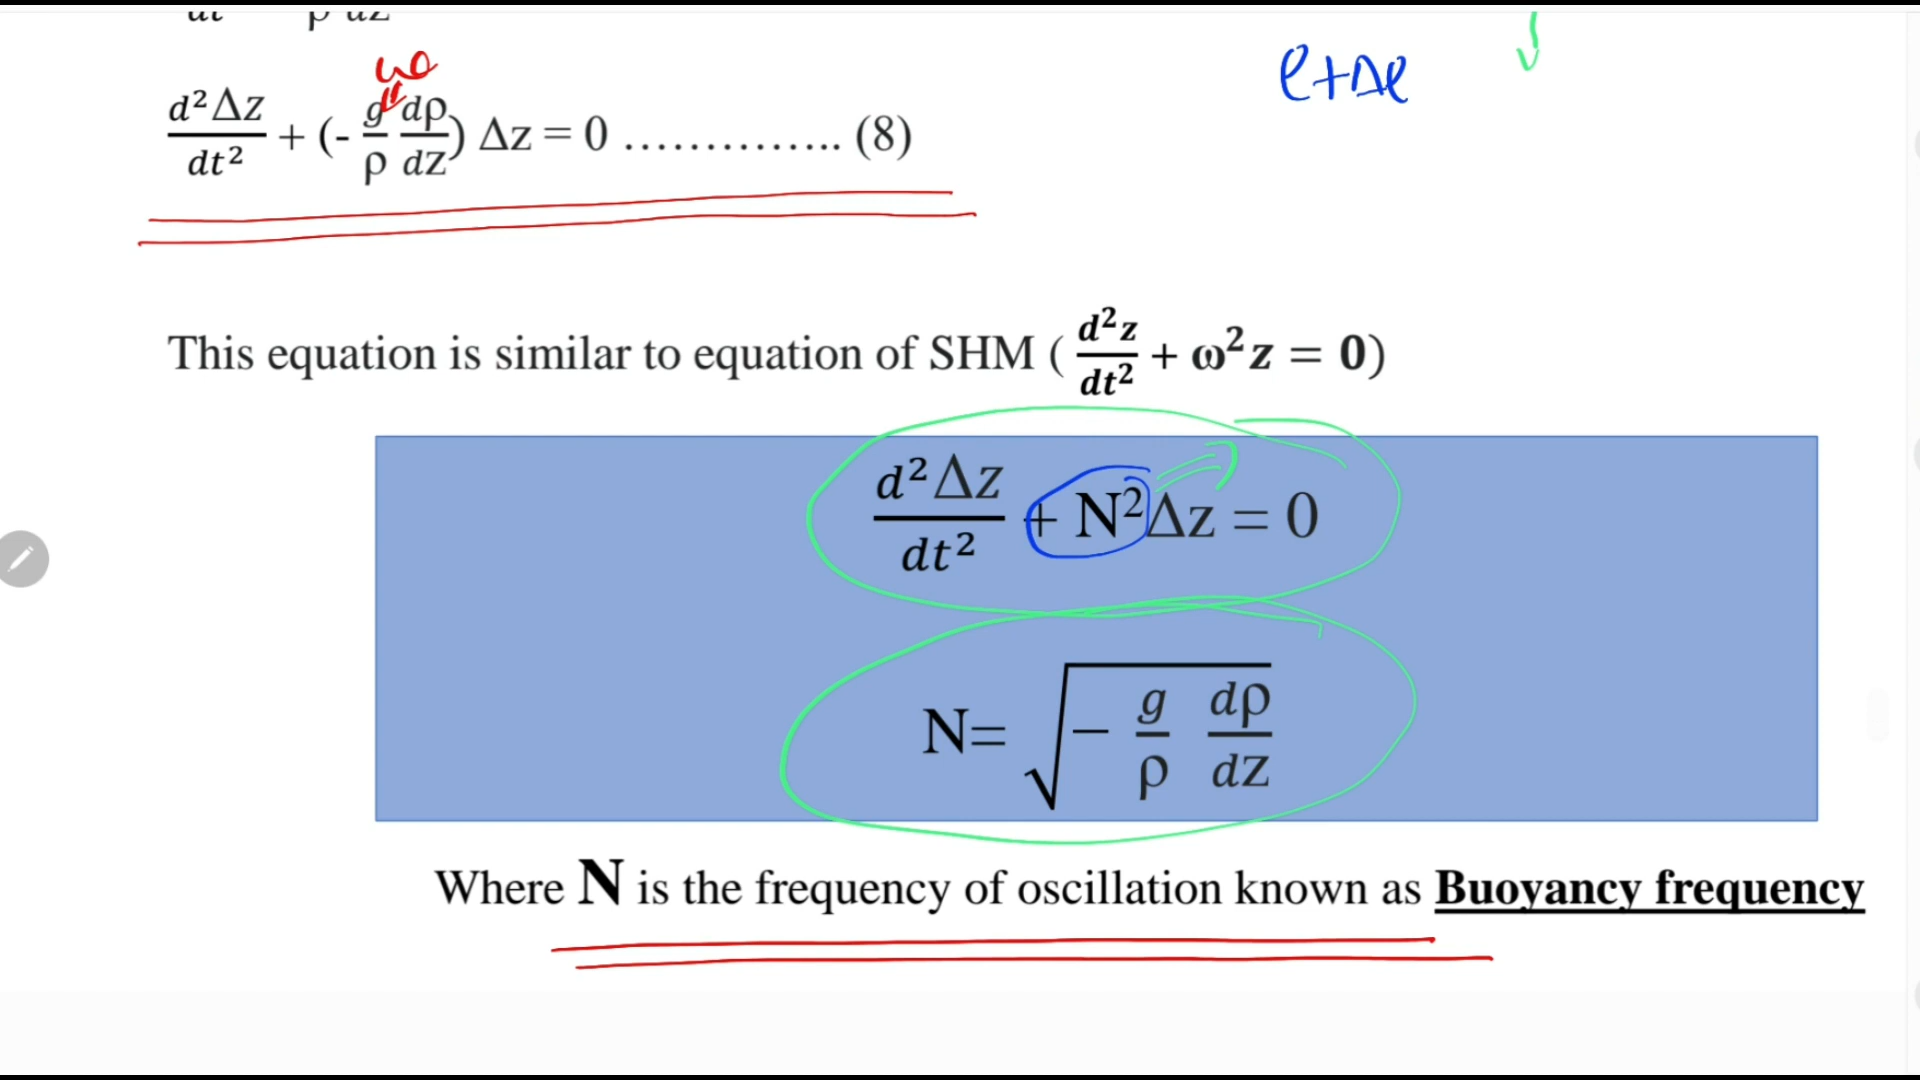 d²Δz/dt² + (- g/ρ dρ/dz) Δz = 0 ………….. (8)
ρ+Δρ
This equation is similar to equation of SHM ( d²z/dt² + ω²z = 0)
d²Δz/dt² + N²Δz = 0
N= √(− g/ρ dρ/dz)
Where N is the frequency of oscillation known as Buoyancy frequency